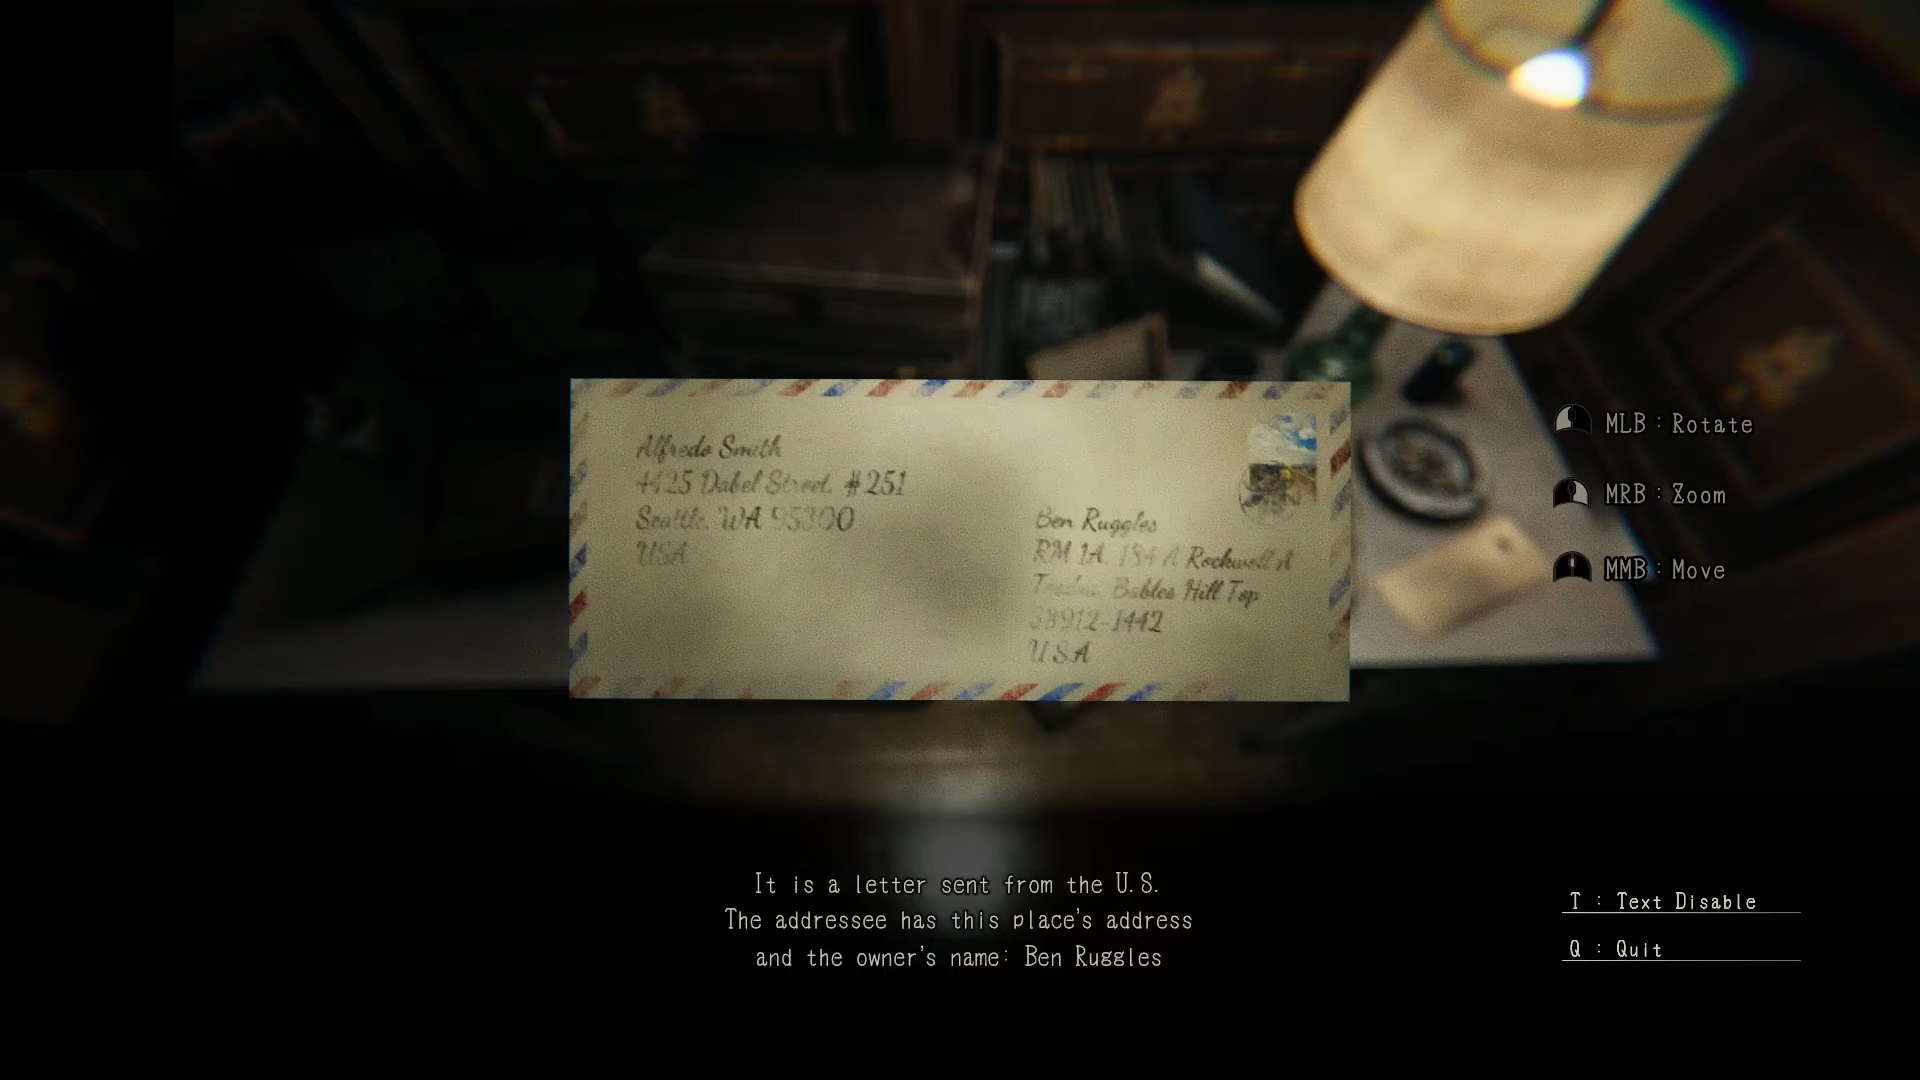 Alfredo Smith
4425 Dabel Street, #251
Seattle, WA 95300
USA
Ben Ruggles
RM 1A, 184 A Rockwell A
Bables Hill Top
38912-1442
U.S.A
MLB : Rotate
MRB : Zoom
MMB : Move
It is a letter sent from the U.S.
The addressee has this place's address
and the owner's name: Ben Ruggles
T : Text Disable
Q : Quit